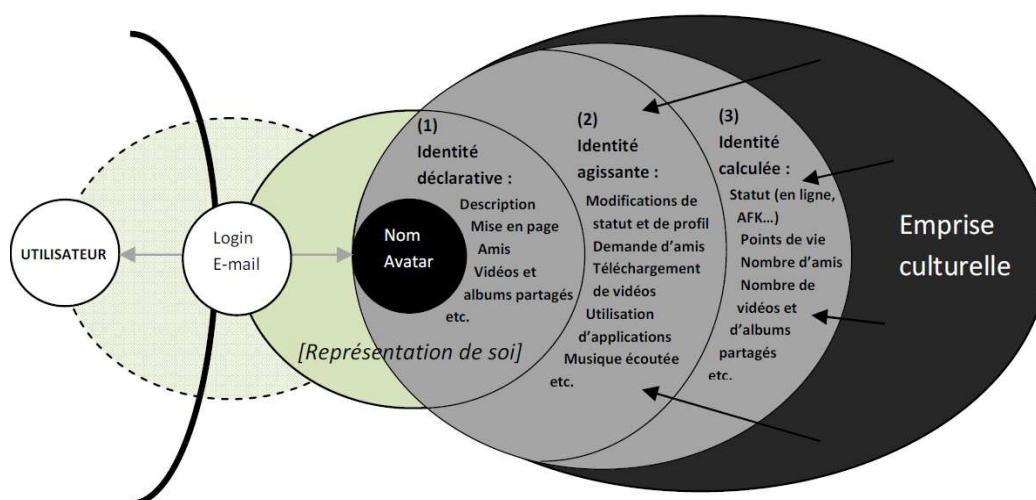 UTILISATEUR
Login
E-mail
Nom
Avatar
[Représentation de soi]
(1)
Identité
déclarative :
Description
Mise en page
Amis
Vidéos et
albums partagés
etc.
(2)
Identité
agissante :
Modifications de
statut et de profil
Demande d'amis
Téléchargement
de vidéos
Utilisation
d'applications
Musique écoutée
etc.
(3)
Identité
calculée :
Statut (en ligne,
AFK…)
Points de vie
Nombre d'amis
Nombre de
vidéos et
d'albums
partagés
etc.
Emprise
culturelle